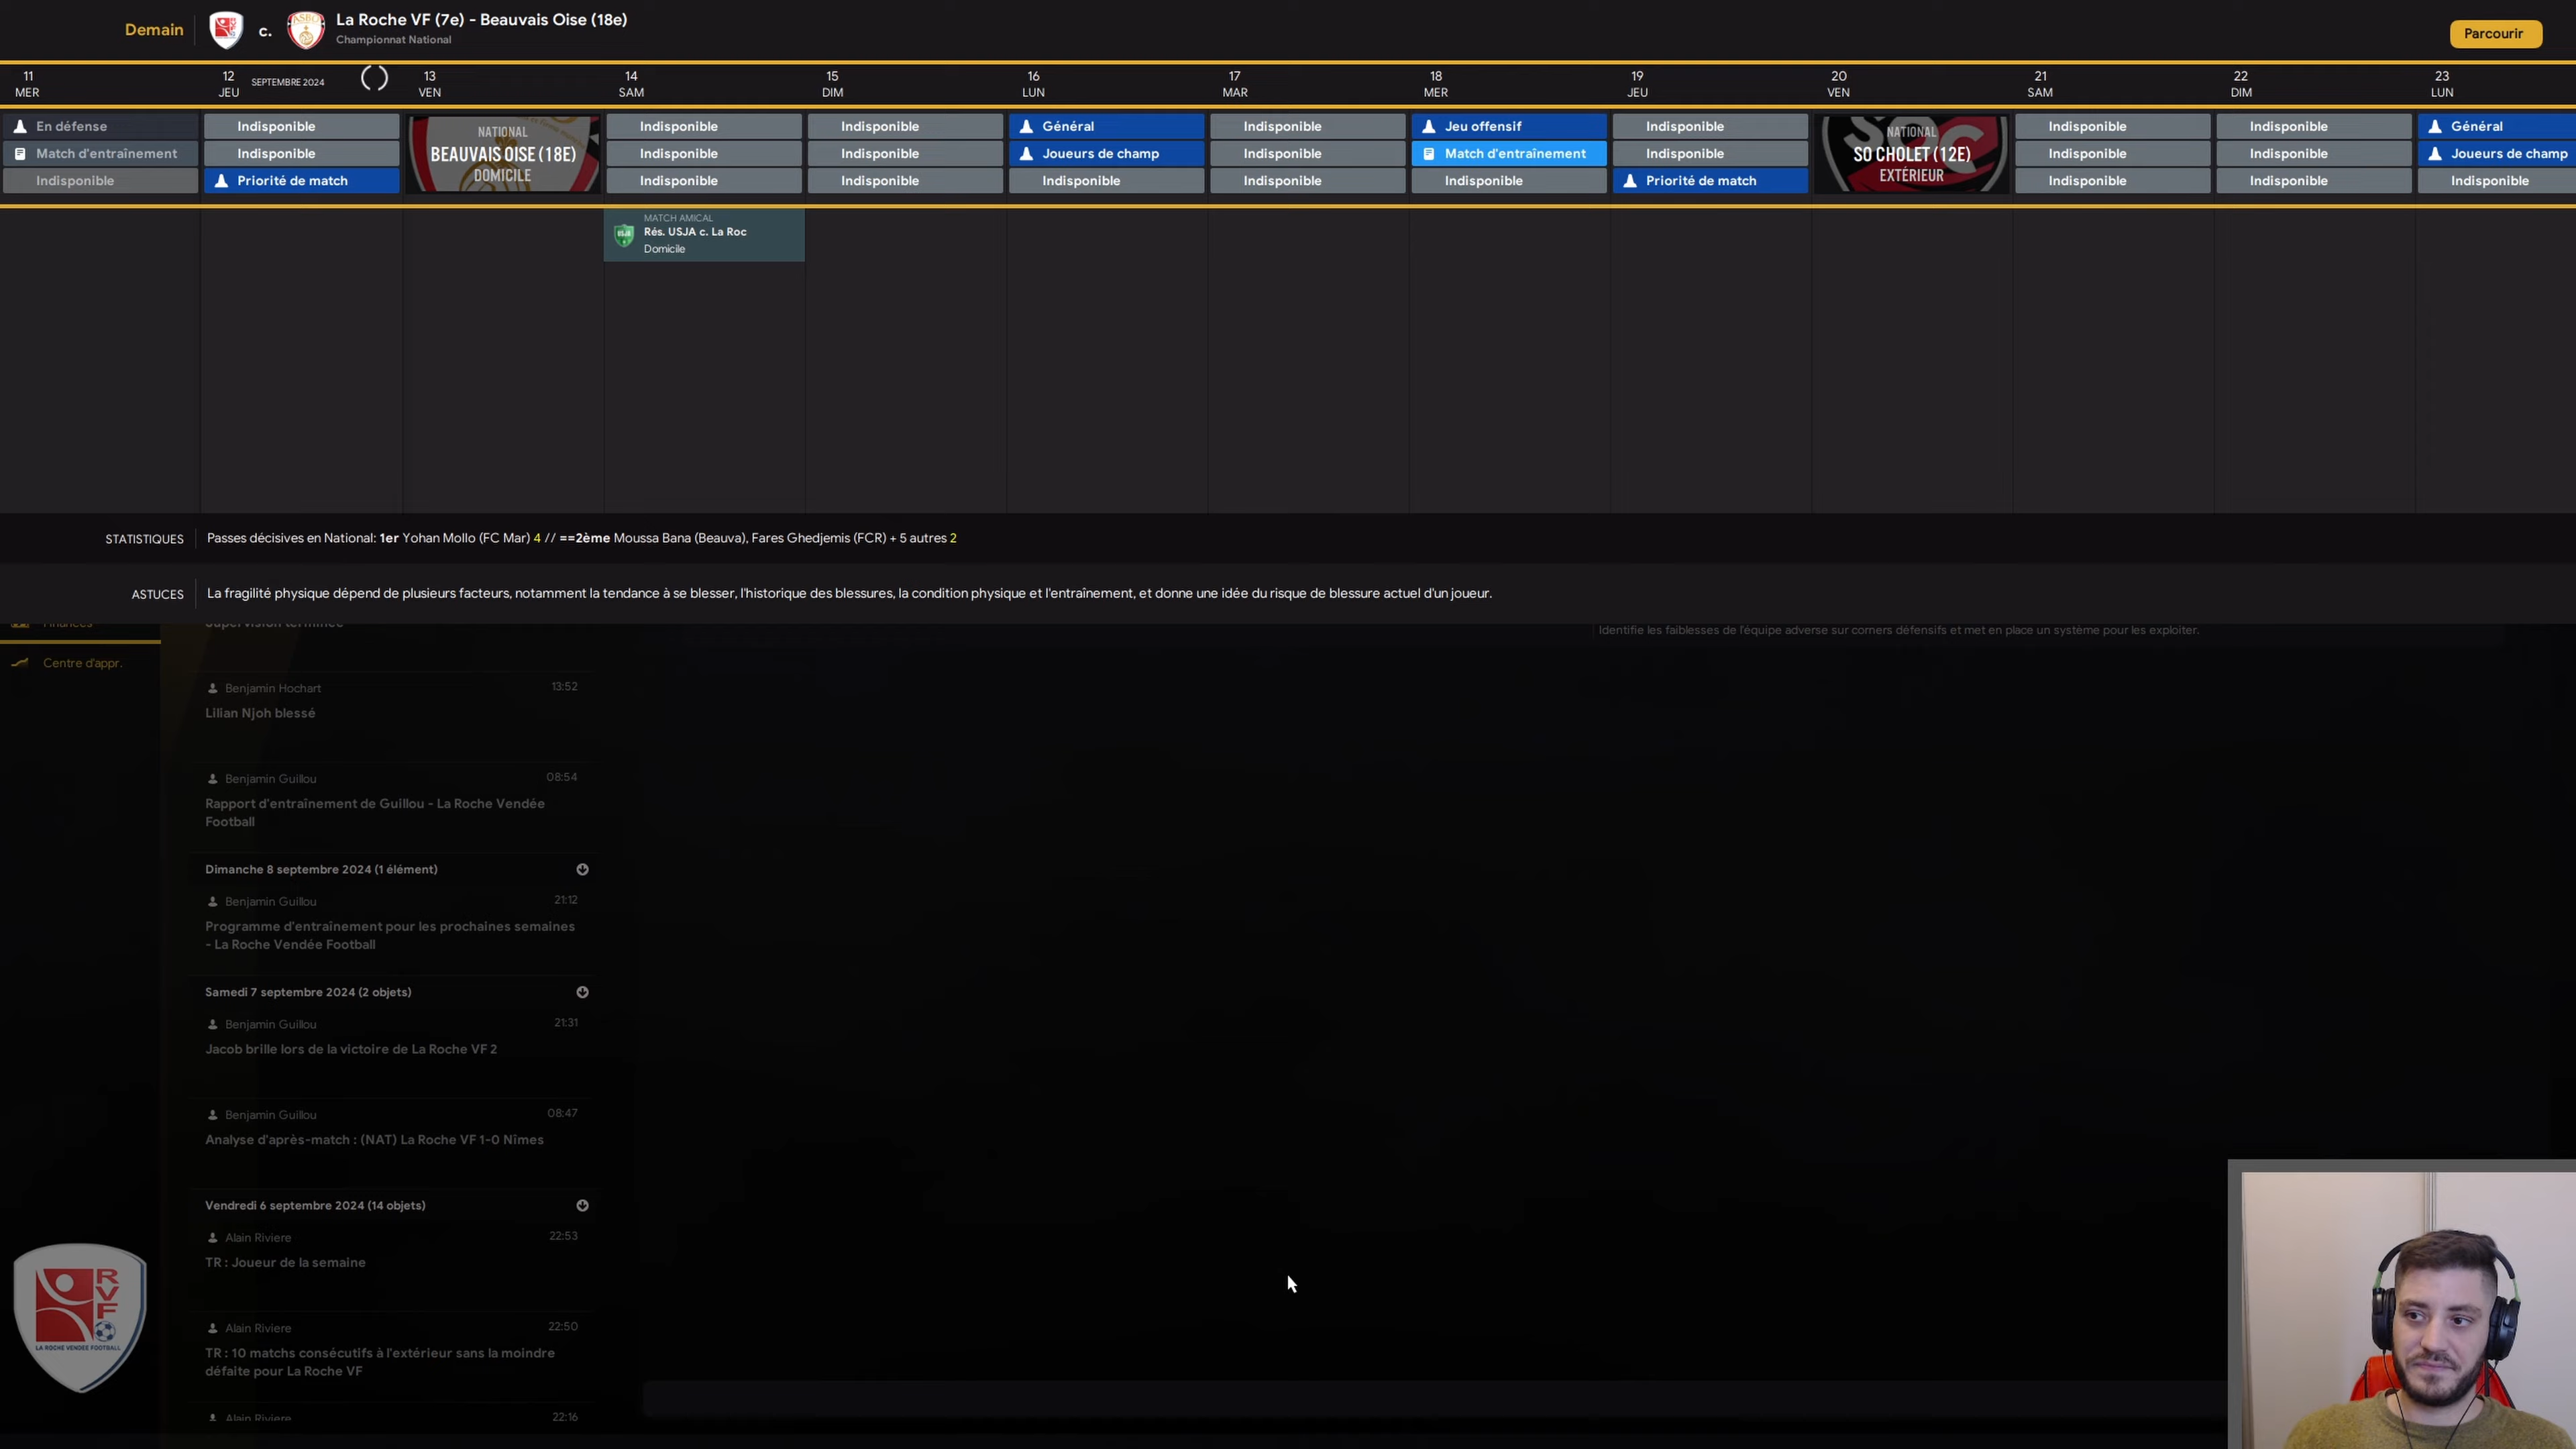 Demain
c.
La Roche VF (7e) - Beauvais Oise (18e)
Championnat National
Parcourir
11
MER
12
JEU
SEPTEMBRE 2024
13
VEN
14
SAM
15
DIM
16
LUN
17
MAR
18
MER
19
JEU
20
VEN
21
SAM
22
DIM
23
LUN
En défense
Match d'entraînement
Indisponible
Indisponible
Indisponible
Priorité de match
NATIONAL
BEAUVAIS OISE (18E)
DOMICILE
Indisponible
Indisponible
Indisponible
Indisponible
Indisponible
Indisponible
Général
Joueurs de champ
Indisponible
Indisponible
Indisponible
Indisponible
Jeu offensif
Match d'entraînement
Indisponible
Indisponible
Indisponible
Priorité de match
NATIONAL
SO CHOLET (12E)
EXTÉRIEUR
Indisponible
Indisponible
Indisponible
Indisponible
Indisponible
Indisponible
Général
Joueurs de champ
Indisponible
MATCH AMICAL
Rés. USJA c. La Roc
Domicile
STATISTIQUES
Passes décisives en National: 1er Yohan Mollo (FC Mar) 4 // ==2ème Moussa Bana (Beauva), Fares Ghedjemis (FCR) + 5 autres 2
ASTUCES
La fragilité physique dépend de plusieurs facteurs, notamment la tendance à se blesser, l'historique des blessures, la condition physique et l'entraînement, et donne une idée du risque de blessure actuel d'un joueur.
Finances
Supervision terminée
Identifie les faiblesses de l'équipe adverse sur corners défensifs et met en place un système pour les exploiter.
Centre d'appr.
Benjamin Hochart
13:52
Lilian Njoh blessé
Benjamin Guillou
08:54
Rapport d'entraînement de Guillou - La Roche Vendée
Football
Dimanche 8 septembre 2024 (1 élément)
Benjamin Guillou
21:12
Programme d'entraînement pour les prochaines semaines
- La Roche Vendée Football
Samedi 7 septembre 2024 (2 objets)
Benjamin Guillou
21:31
Jacob brille lors de la victoire de La Roche VF 2
Benjamin Guillou
08:47
Analyse d'après-match : (NAT) La Roche VF 1-0 Nîmes
Vendredi 6 septembre 2024 (14 objets)
Alain Riviere
22:53
TR : Joueur de la semaine
Alain Riviere
22:50
TR : 10 matchs consécutifs à l'extérieur sans la moindre
défaite pour La Roche VF
Alain Riviere
22:16
RVF
LA ROCHE VENDEE FOOTBALL